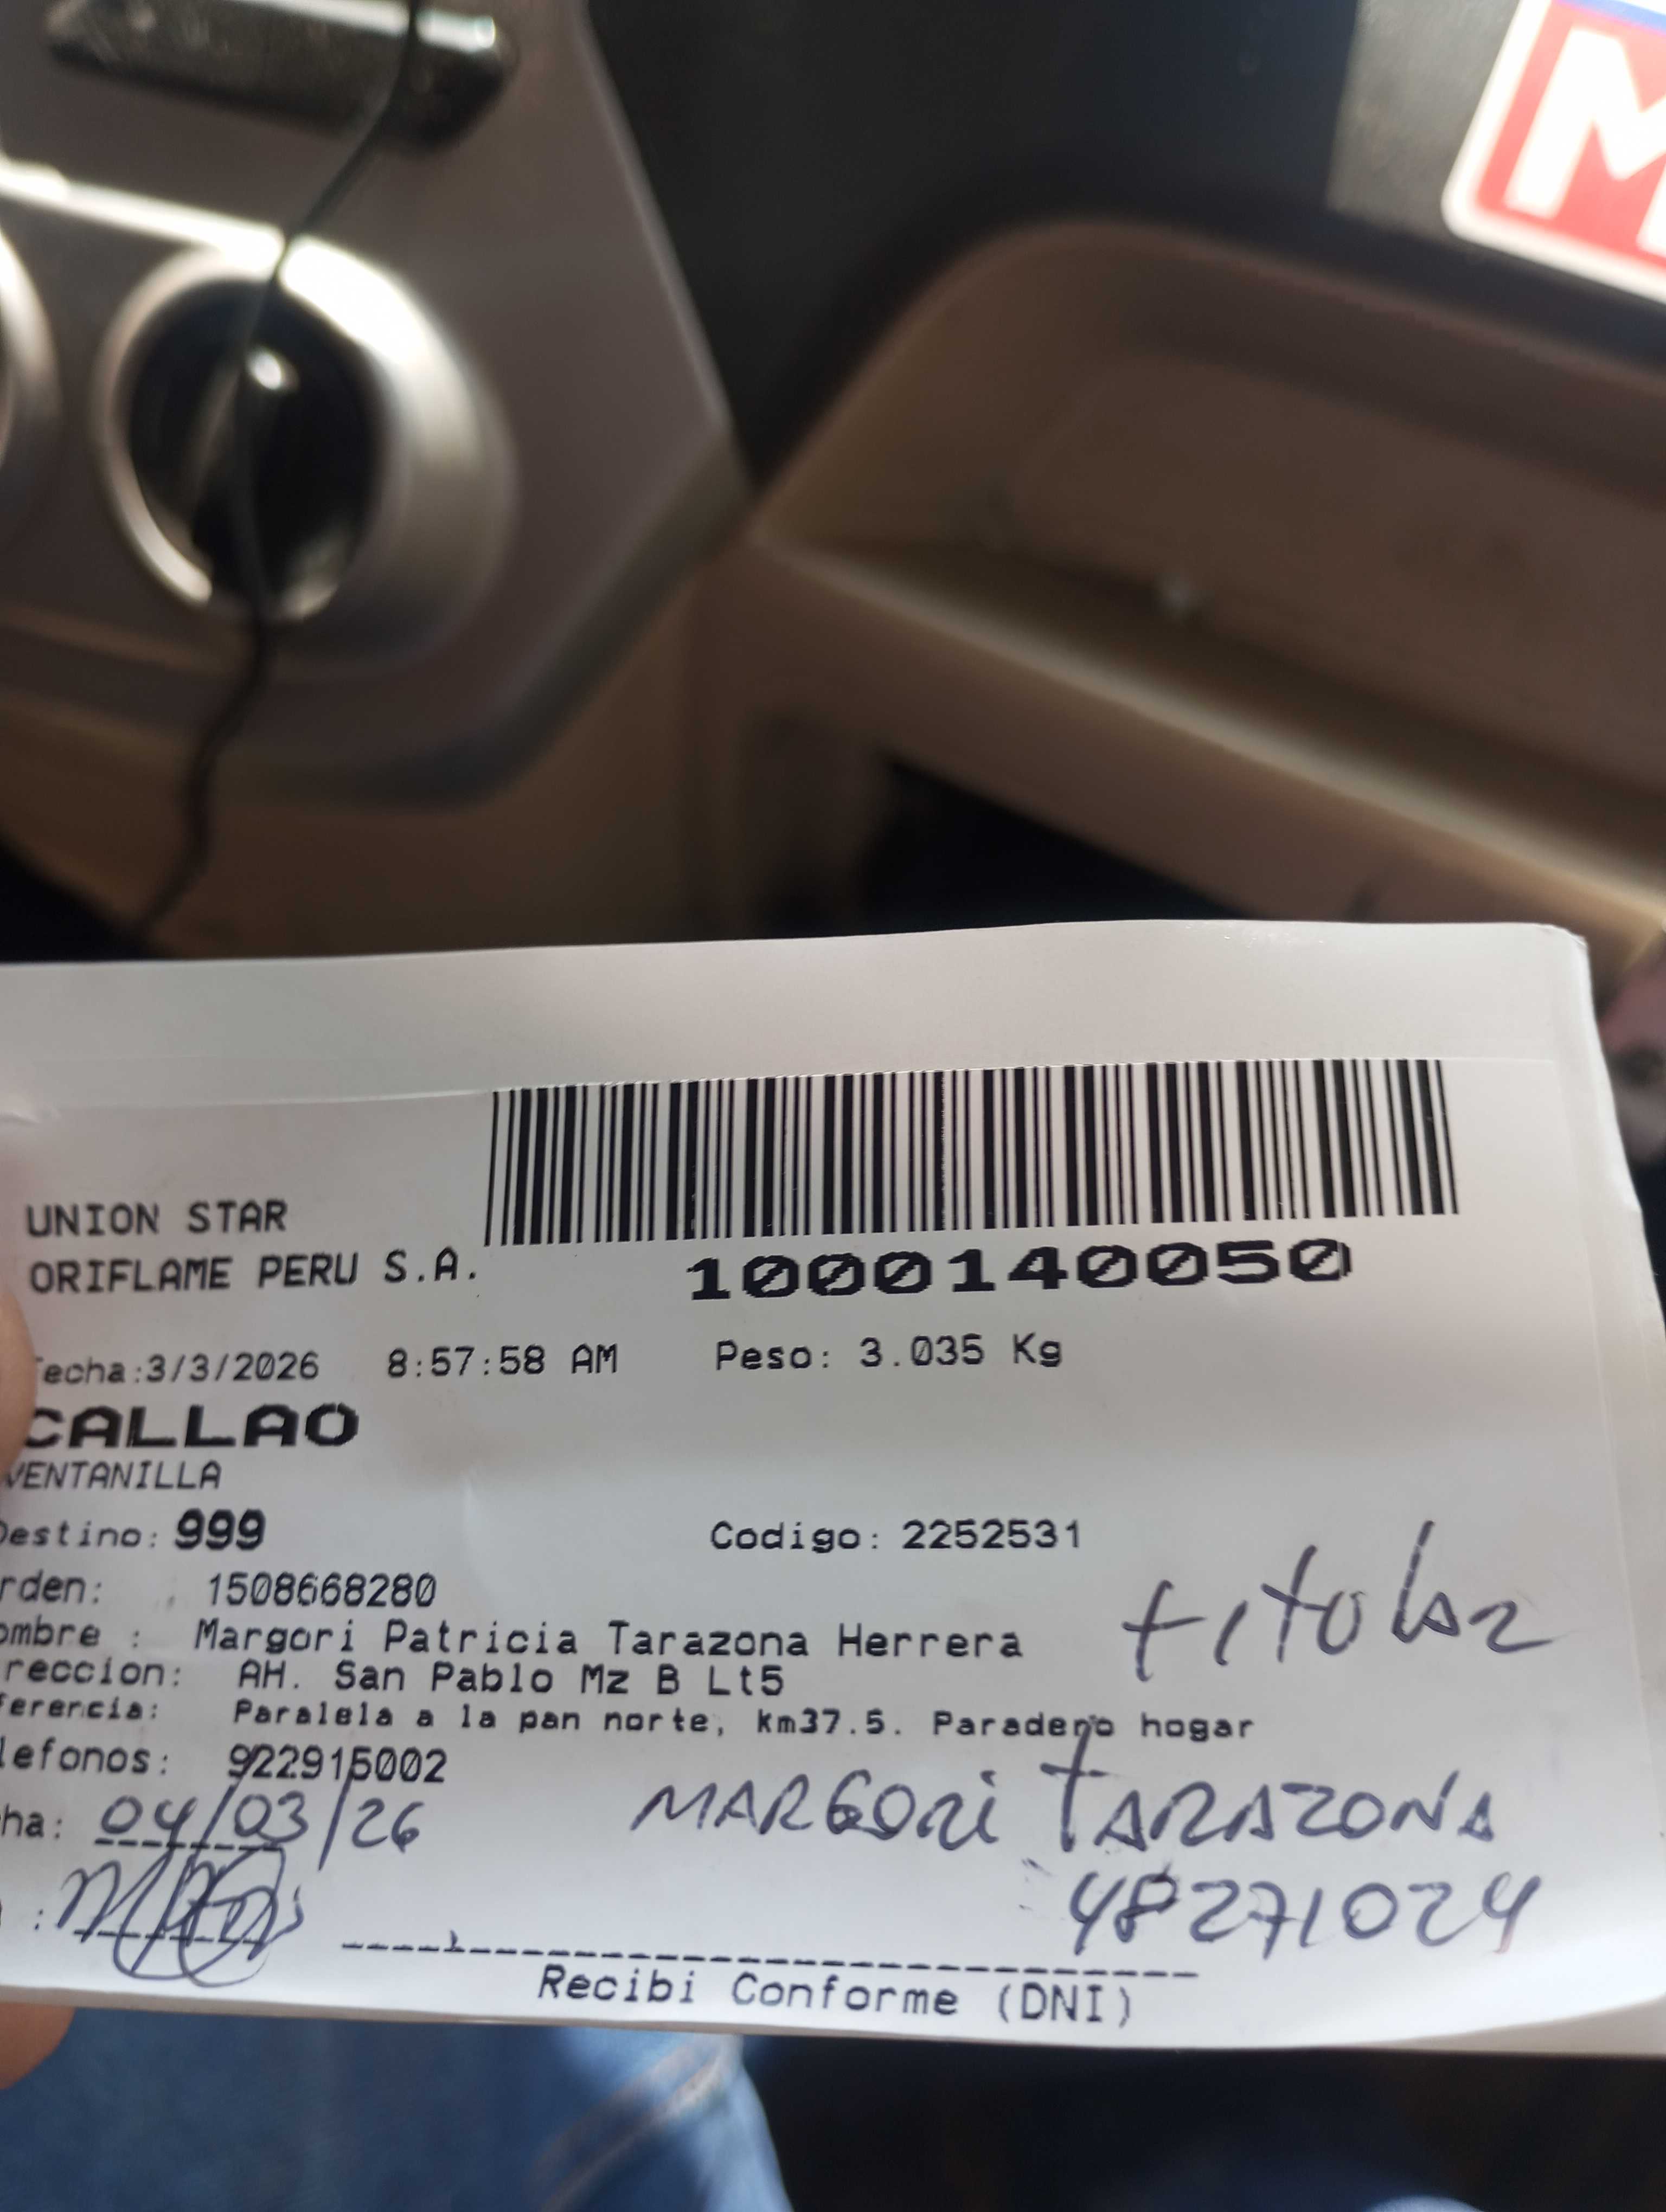 M
UNION STAR
ORIFLAME PERU S.A.
1000140050
echa:3/3/2026 8:57:58 AM Peso: 3.035 Kg
CALLAO
VENTANILLA
Destino: 999 Codigo: 2252531
rden: 1508668280
ombre : Margori Patricia Tarazona Herrera
titular
reccion: AH. San Pablo Mz B Lt5
ferencia: Paralela a la pan norte, km37.5. Paradero hogar
lefonos: 922915002
ha: 04/03/26
MARGORI TARAZONA
48271024
Recibi Conforme (DNI)